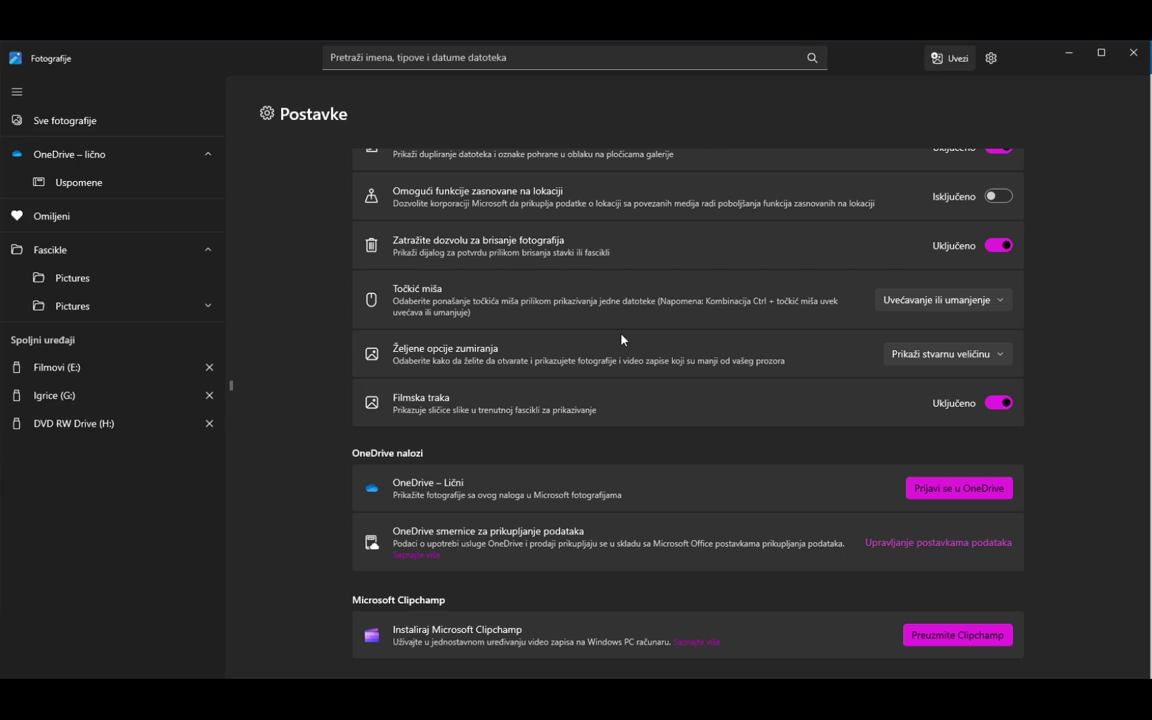 Fotografije
Pretraži imena, tipove i datume datoteka
Uvezi
Sve fotografije
OneDrive – lično
Uspomene
Omiljeni
Fascikle
Pictures
Pictures
Spoljni uređaji
Filmovi (E:)
Igrice (G:)
DVD RW Drive (H:)
Postavke
Prikaži dupliranje datoteka i oznake pohrane u oblaku na pločicama galerije
Uključeno
Omogući funkcije zasnovane na lokaciji
Dozvolite korporaciji Microsoft da prikuplja podatke o lokaciji sa povezanih medija radi poboljšanja funkcija zasnovanih na lokaciji
Isključeno
Zatražite dozvolu za brisanje fotografija
Prikaži dijalog za potvrdu prilikom brisanja stavki ili fascikli
Uključeno
Točkić miša
Odaberite ponašanje točkića miša prilikom prikazivanja jedne datoteke (Napomena: Kombinacija Ctrl + točkić miša uvek
uvećava ili umanjuje)
Uvećavanje ili umanjenje
Željene opcije zumiranja
Odaberite kako da želite da otvarate i prikazujete fotografije i video zapise koji su manji od vašeg prozora
Prikaži stvarnu veličinu
Filmska traka
Prikazuje sličice slike u trenutnoj fascikli za prikazivanje
Uključeno
OneDrive nalozi
OneDrive – Lični
Prikažite fotografije sa ovog naloga u Microsoft fotografijama
Prijavi se u OneDrive
OneDrive smernice za prikupljanje podataka
Podaci o upotrebi usluge OneDrive i prodaji prikupljaju se u skladu sa Microsoft Office postavkama prikupljanja podataka.
Saznajte više
Upravljanje postavkama podataka
Microsoft Clipchamp
Instaliraj Microsoft Clipchamp
Uživajte u jednostavnom uređivanju video zapisa na Windows PC računaru. Saznajte više
Preuzmite Clipchamp